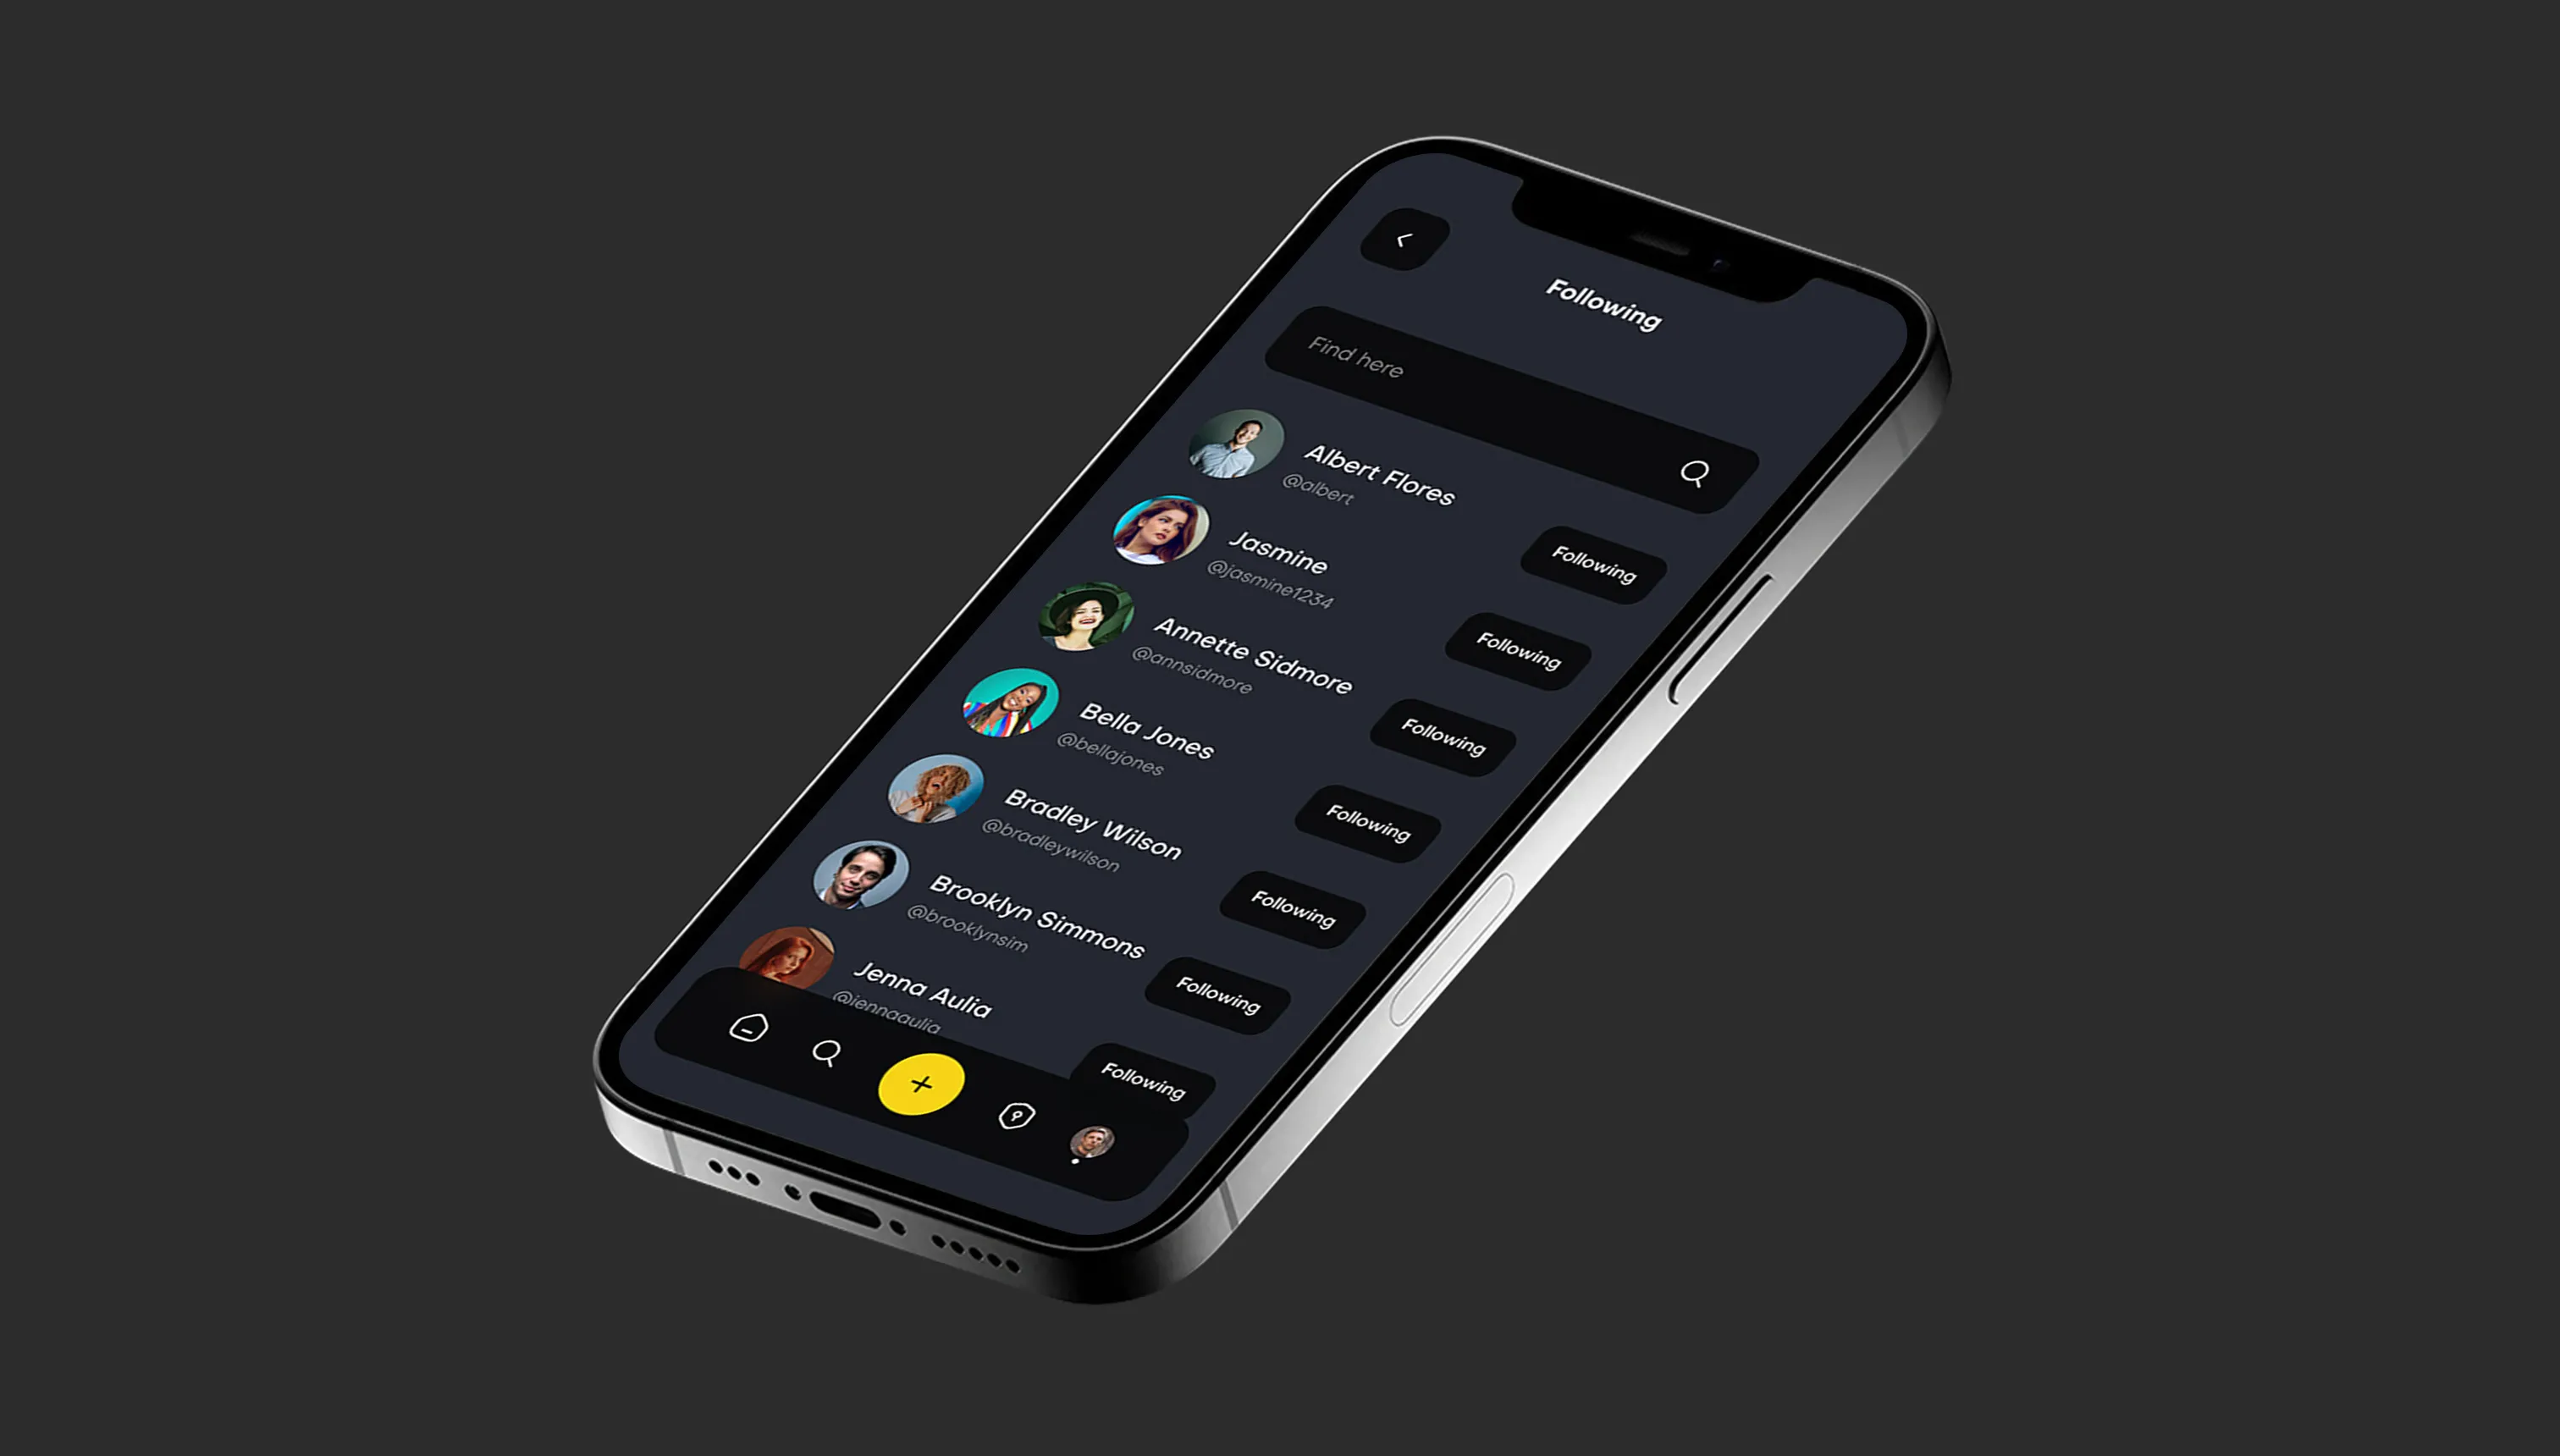 Following
Find here
Albert Flores
@albert
Following
Jasmine
@jasmine1234
Following
Annette Sidmore
@annsidmore
Following
Bella Jones
@bellajones
Following
Bradley Wilson
@bradleywilson
Following
Brooklyn Simmons
@brooklynsim
Following
Jenna Aulia
@jennaaulia
Following